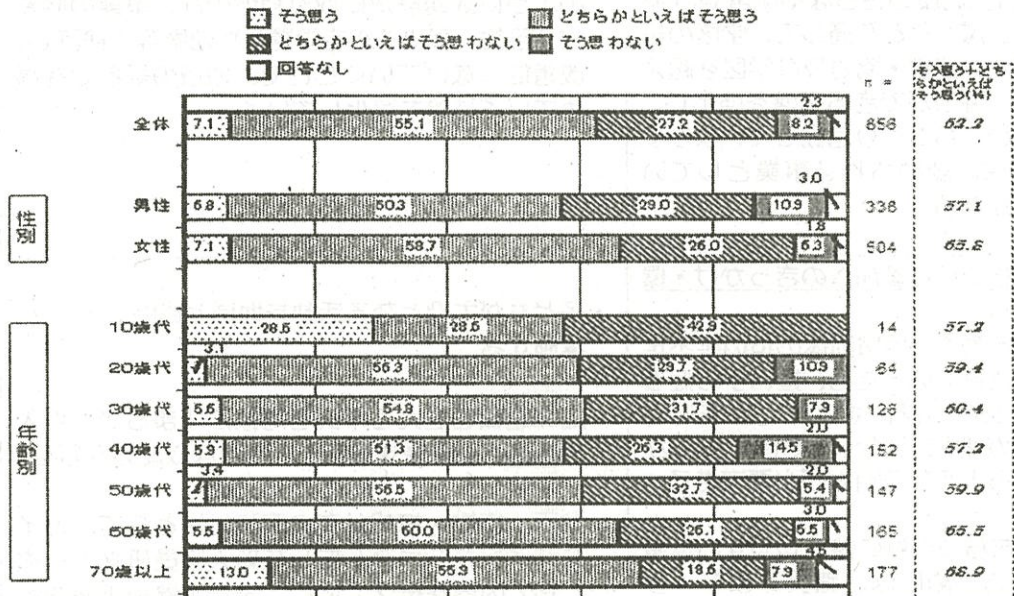 そう思う
どちらかといえばそう思う
どちらかといえばそう思わない
そう思わない
回答なし
n =
そう思う+どち
らかといえば
そう思う(%)
全体 7.1 55.1 27.2 8.2 2.3 856 62.2
性別
男性 6.8 50.3 29.0 10.9 3.0 336 57.1
女性 7.1 58.7 26.0 6.3 1.8 504 65.8
年齢別
10歳代 28.6 28.6 42.9 14 57.2
20歳代 3.1 56.3 29.7 10.9 64 59.4
30歳代 5.6 54.8 31.7 7.9 126 60.4
40歳代 5.9 51.3 26.3 14.5 2.0 152 57.2
50歳代 3.4 56.5 32.7 5.4 2.0 147 59.9
60歳代 5.5 60.0 26.1 5.5 3.0 165 65.5
70歳以上 13.0 55.9 18.6 7.9 4.5 177 68.9